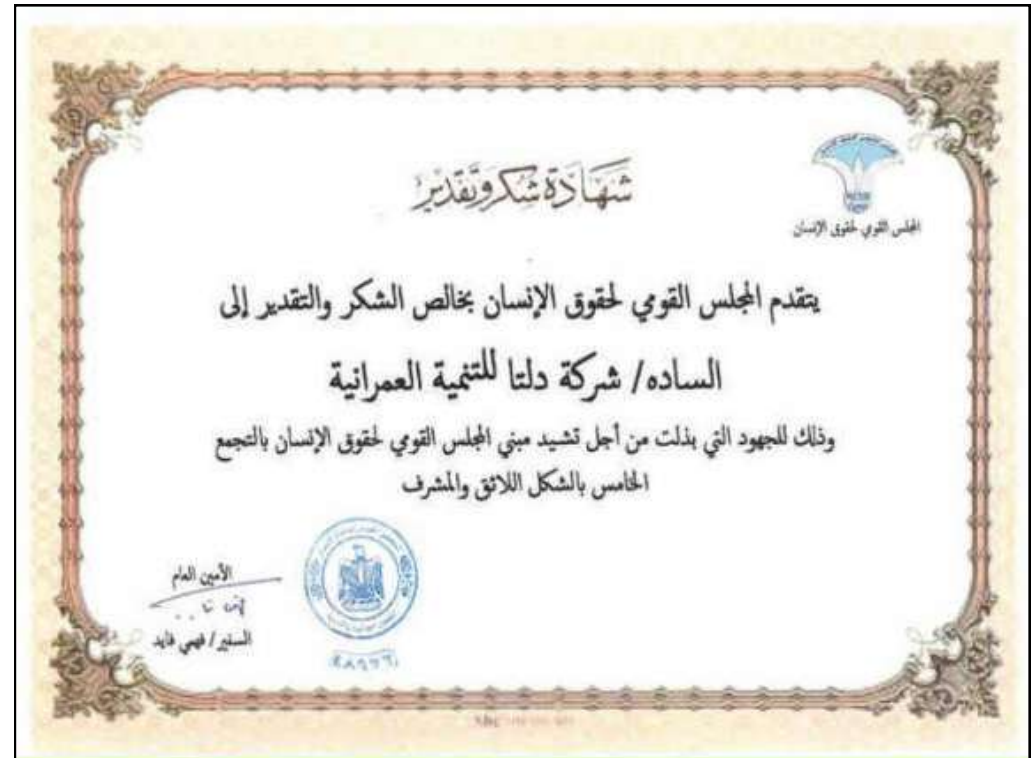 شهادة شكر وتقدير
المجلس القومي لحقوق الإنسان
يتقدم المجلس القومي لحقوق الإنسان بخالص الشكر والتقدير إلى
الساده/ شركة دلتا للتنمية العمرانية
وذلك للجهود التي بذلت من أجل تشيد مبني المجلس القومي لحقوق الإنسان بالتجمع
الخامس بالشكل اللائق والمشرف
الأمين العام
السفير/ فهمي فايد